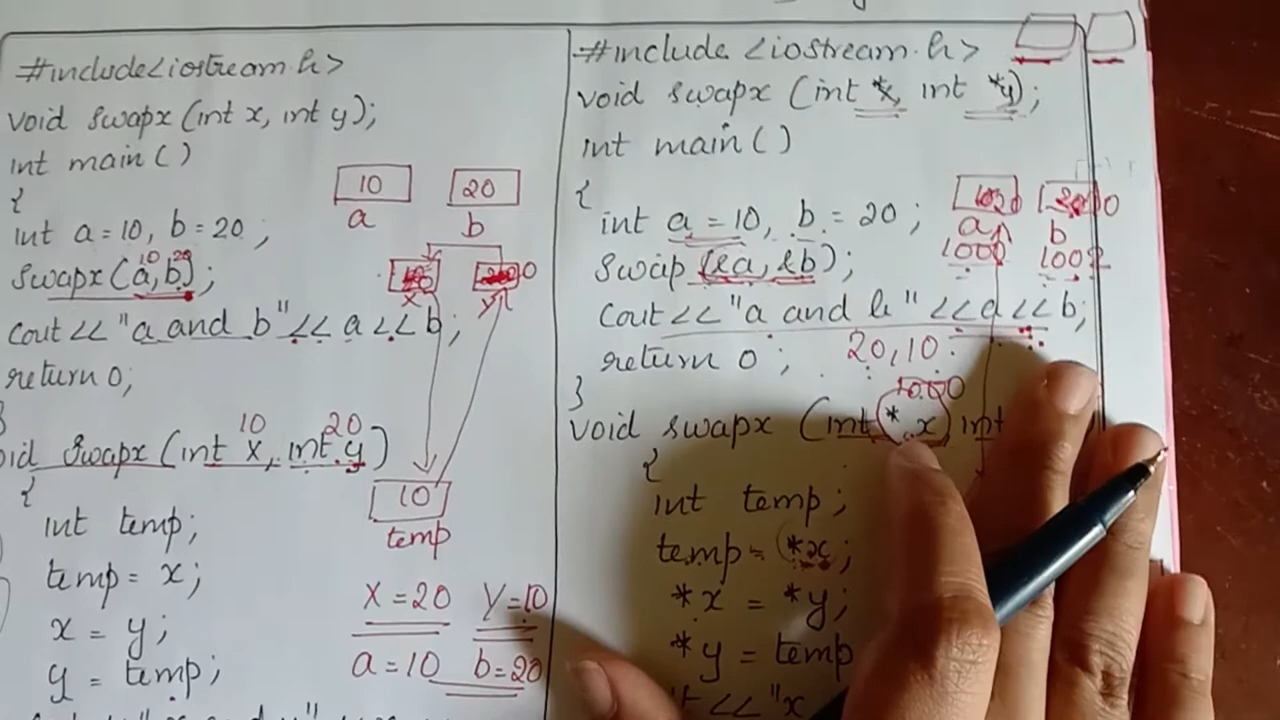 #include<iostream.h>
void swapx (int x, int y);
int main ( )
{
10 20
a b
int a = 10, b = 20 ;
10 20
swapx (a, b) ;
x y
cout << "a and b" << a << b ;
return 0;
}
10 20
oid swapx (int x, int y)
{
10
temp
int temp;
temp = x;
x = y;
y = temp;
x = 20 y = 10
a = 10 b = 20
#include <iostream.h>
void swapx (int *x, int *y);
int main ( )
{
int a = 10, b = 20 ;
a b
1000
swap (&a, &b) ;
cout << "a and b" << a << b;
return 0 ;
20, 10
}
1000
void swapx (int *x) int
{
int temp ;
temp = *x ;
*x = *y;
*y = temp
<< "x